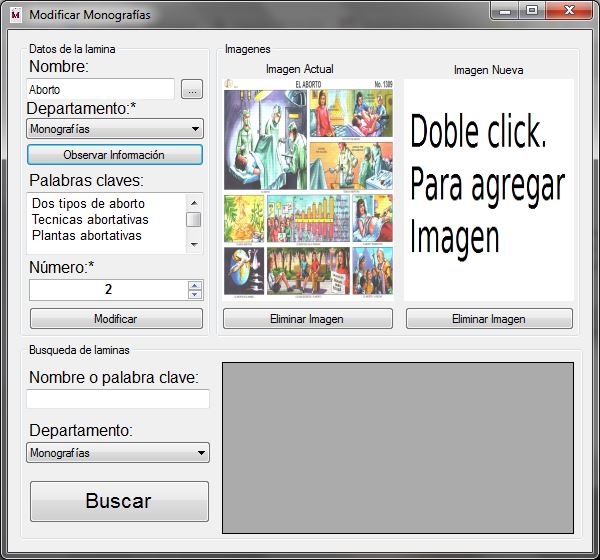 Modificar Monografías
Datos de la lamina
Nombre:
Aborto
...
Departamento:*
Monografías
Observar Infomación
Palabras claves:
Dos tipos de aborto
Tecnicas abortativas
Plantas abortativas
Número:*
2
Modificar
Imagenes
Imagen Actual
EL ABORTO No. 1309
Eliminar Imagen
Imagen Nueva
Doble click.
Para agregar
Imagen
Eliminar Imagen
Busqueda de laminas
Nombre o palabra clave:
Departamento:
Monografías
Buscar